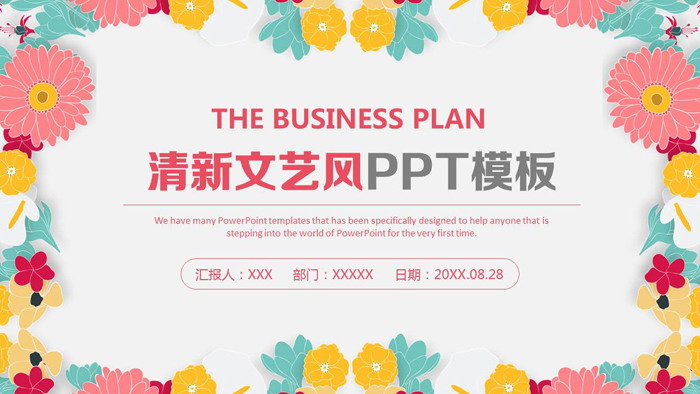 THE BUSINESS PLAN
清新文艺风PPT模板
We have many PowerPoint templates that has been specifically designed to help anyone that is
stepping into the world of PowerPoint for the very first time.
汇报人：XXX 部门：XXXXX 日期：20XX.08.28